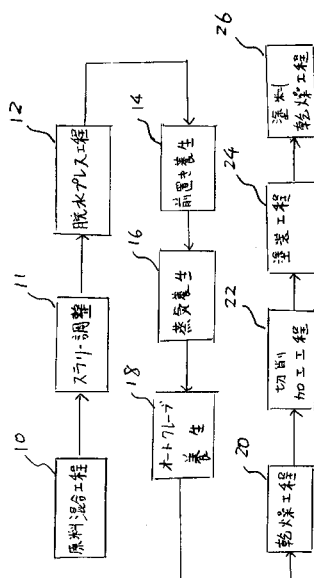 10
原料混合工程
11
スラリー調整
12
脱水プレス工程
14
前置き養生
16
蒸気養生
18
オートクレーブ
養生
20
乾燥工程
22
切削
加工工程
24
塗装工程
26
塗料
乾燥工程